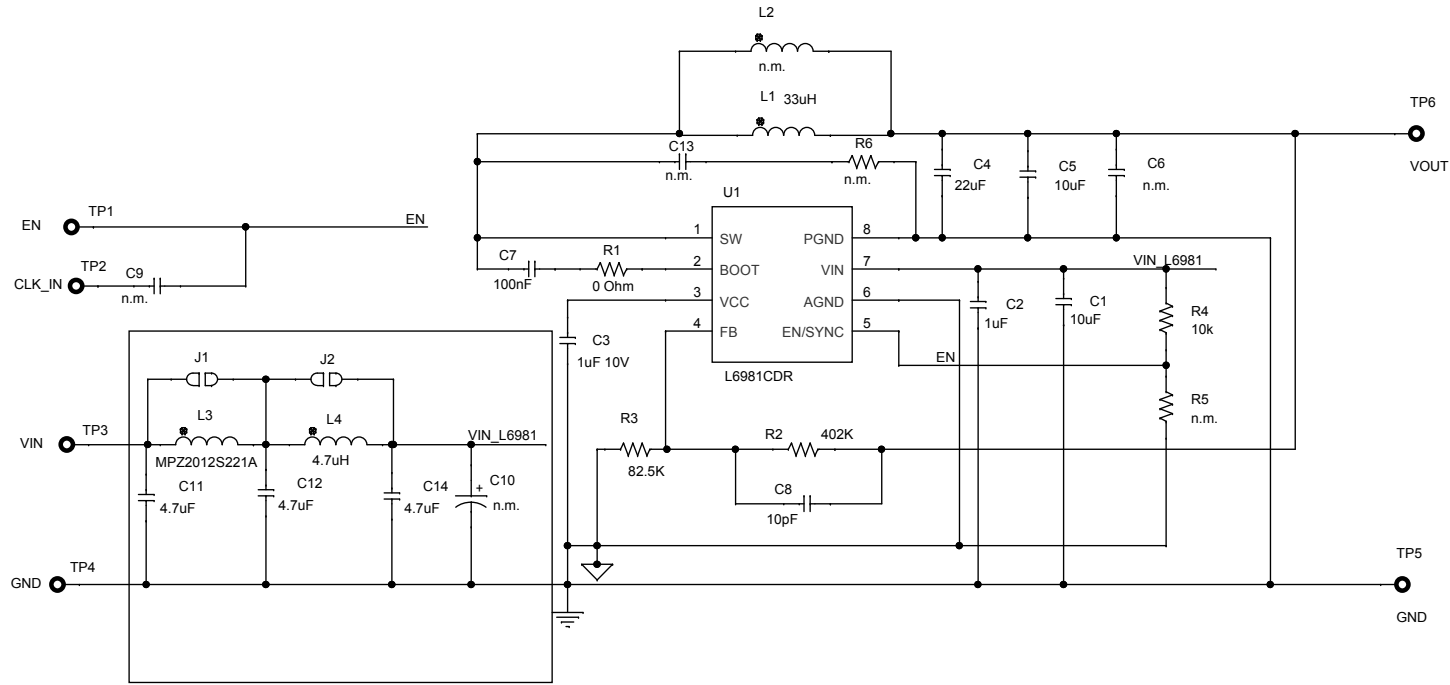 L2
n.m.
L1 33uH
TP6
VOUT
C13
n.m.
R6
n.m.
C4
22uF
C5
10uF
C6
n.m.
U1
EN
TP1
EN
CLK_IN
TP2
C9
n.m.
C7
100nF
R1
0 Ohm
1
2
3
4
SW
BOOT
VCC
FB
PGND
VIN
AGND
EN/SYNC
8
7
6
5
L6981CDR
VIN_L6981
C2
1uF
C1
10uF
R4
10k
EN
R5
n.m.
C3
1uF 10V
R3
82.5K
R2
402K
C8
10pF
J1
J2
VIN
TP3
L3
MPZ2012S221A
L4
4.7uH
VIN_L6981
C11
4.7uF
C12
4.7uF
C14
4.7uF
+
C10
n.m.
GND
TP4
TP5
GND